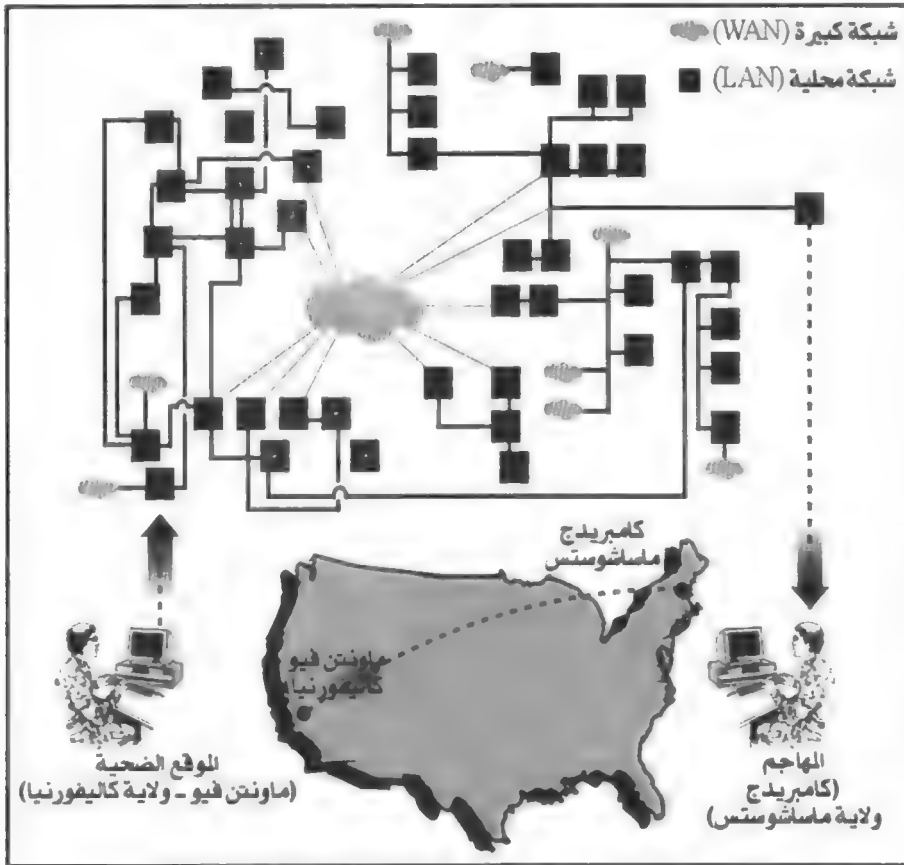 شبكة كبيرة (WAN)
شبكة محلية (LAN)
كامبريدج
ماساشوستس
ماونتن فيو
كاليفورنيا
الموقع الضحية
(ماونتن فيو - ولاية كاليفورنيا)
المهاجم
(كامبريدج
ولاية ماساشوستس)